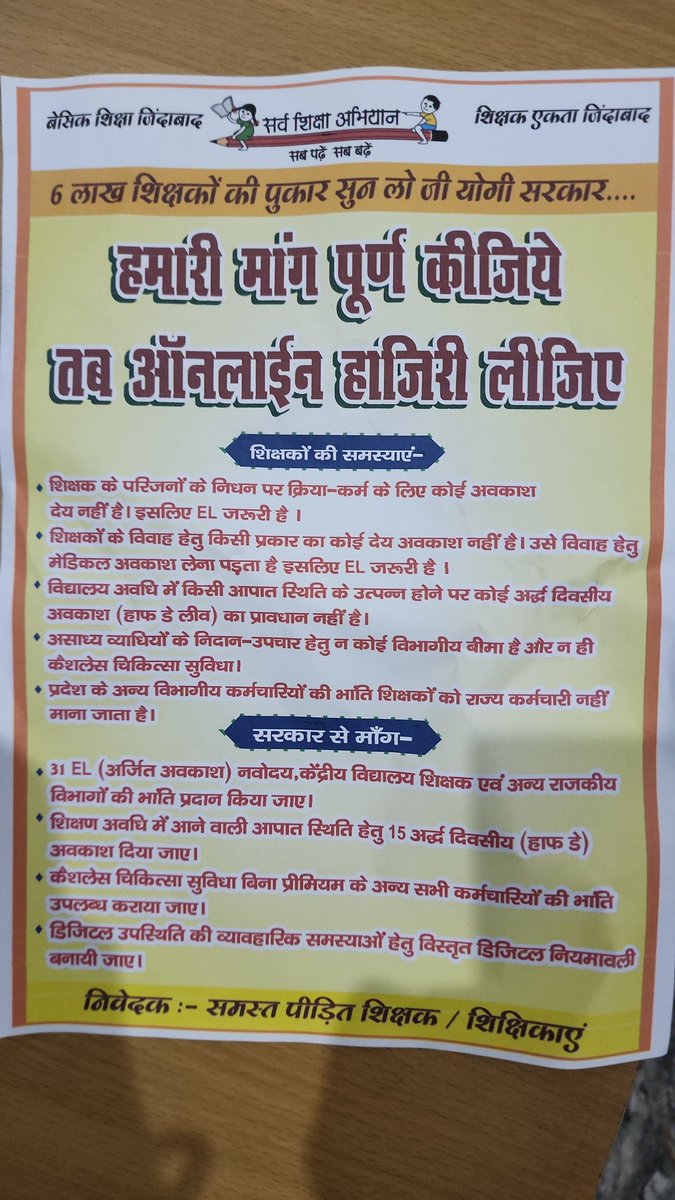 बेसिक शिक्षा जिंदाबाद
सर्व शिक्षा अभियान
सब पढ़ें सब बढ़ें
शिक्षक एकता जिंदाबाद
6 लाख शिक्षकों की पुकार सुन लो जी योगी सरकार....
हमारी मांग पूर्ण कीजिये
तब ऑनलाईन हाजिरी लीजिए
शिक्षकों की समस्याएं-
शिक्षक के परिजनों के निधन पर क्रिया-कर्म के लिए कोई अवकाश
देय नहीं है। इसलिए EL जरूरी है ।
शिक्षकों के विवाह हेतु किसी प्रकार का कोई देय अवकाश नहीं है। उसे विवाह हेतु
मेडिकल अवकाश लेना पड़ता है इसलिए EL जरूरी है ।
विद्यालय अवधि में किसी आपात स्थिति के उत्पन्न होने पर कोई अर्द्ध दिवसीय
अवकाश (हाफ डे लीव) का प्रावधान नहीं है।
असाध्य व्याधियों के निदान-उपचार हेतु न कोई विभागीय बीमा है और न ही
कैशलेस चिकित्सा सुविधा।
प्रदेश के अन्य विभागीय कर्मचारियों की भांति शिक्षकों को राज्य कर्मचारी नहीं
माना जाता है।
सरकार से माँग-
31 EL (अर्जित अवकाश) नवोदय,केंद्रीय विद्यालय शिक्षक एवं अन्य राजकीय
विभागों की भांति प्रदान किया जाए।
शिक्षण अवधि में आने वाली आपात स्थिति हेतु 15 अर्द्ध दिवसीय (हाफ डे)
अवकाश दिया जाए।
कैशलेस चिकित्सा सुविधा बिना प्रीमियम के अन्य सभी कर्मचारियों की भांति
उपलब्ध कराया जाए।
डिजिटल उपस्थिति की व्यावहारिक समस्याओं हेतु विस्तृत डिजिटल नियमावली
बनायी जाए।
निवेदक :- समस्त पीड़ित शिक्षक / शिक्षिकाएं